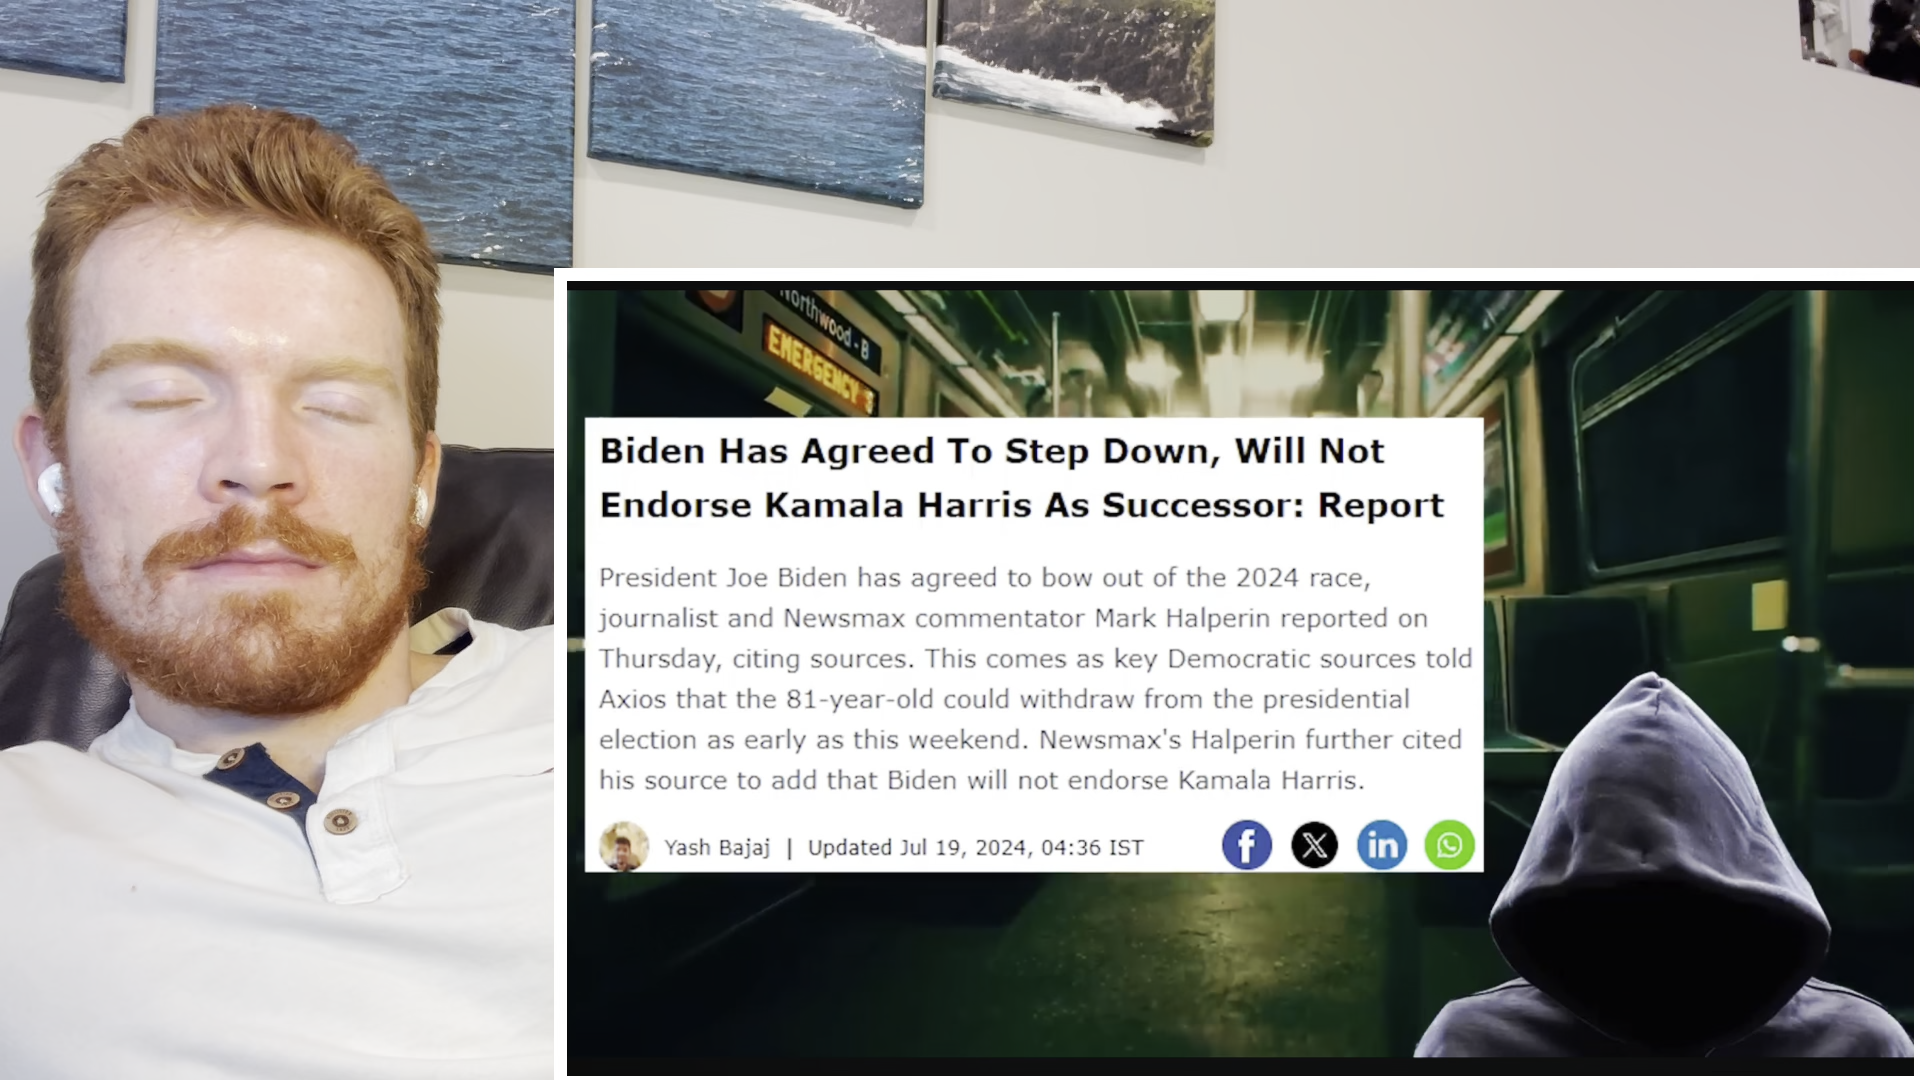 Northwood - B
EMERGENCY
Biden Has Agreed To Step Down, Will Not
Endorse Kamala Harris As Successor: Report
President Joe Biden has agreed to bow out of the 2024 race,
journalist and Newsmax commentator Mark Halperin reported on
Thursday, citing sources. This comes as key Democratic sources told
Axios that the 81-year-old could withdraw from the presidential
election as early as this weekend. Newsmax's Halperin further cited
his source to add that Biden will not endorse Kamala Harris.
Yash Bajaj | Updated Jul 19, 2024, 04:36 IST